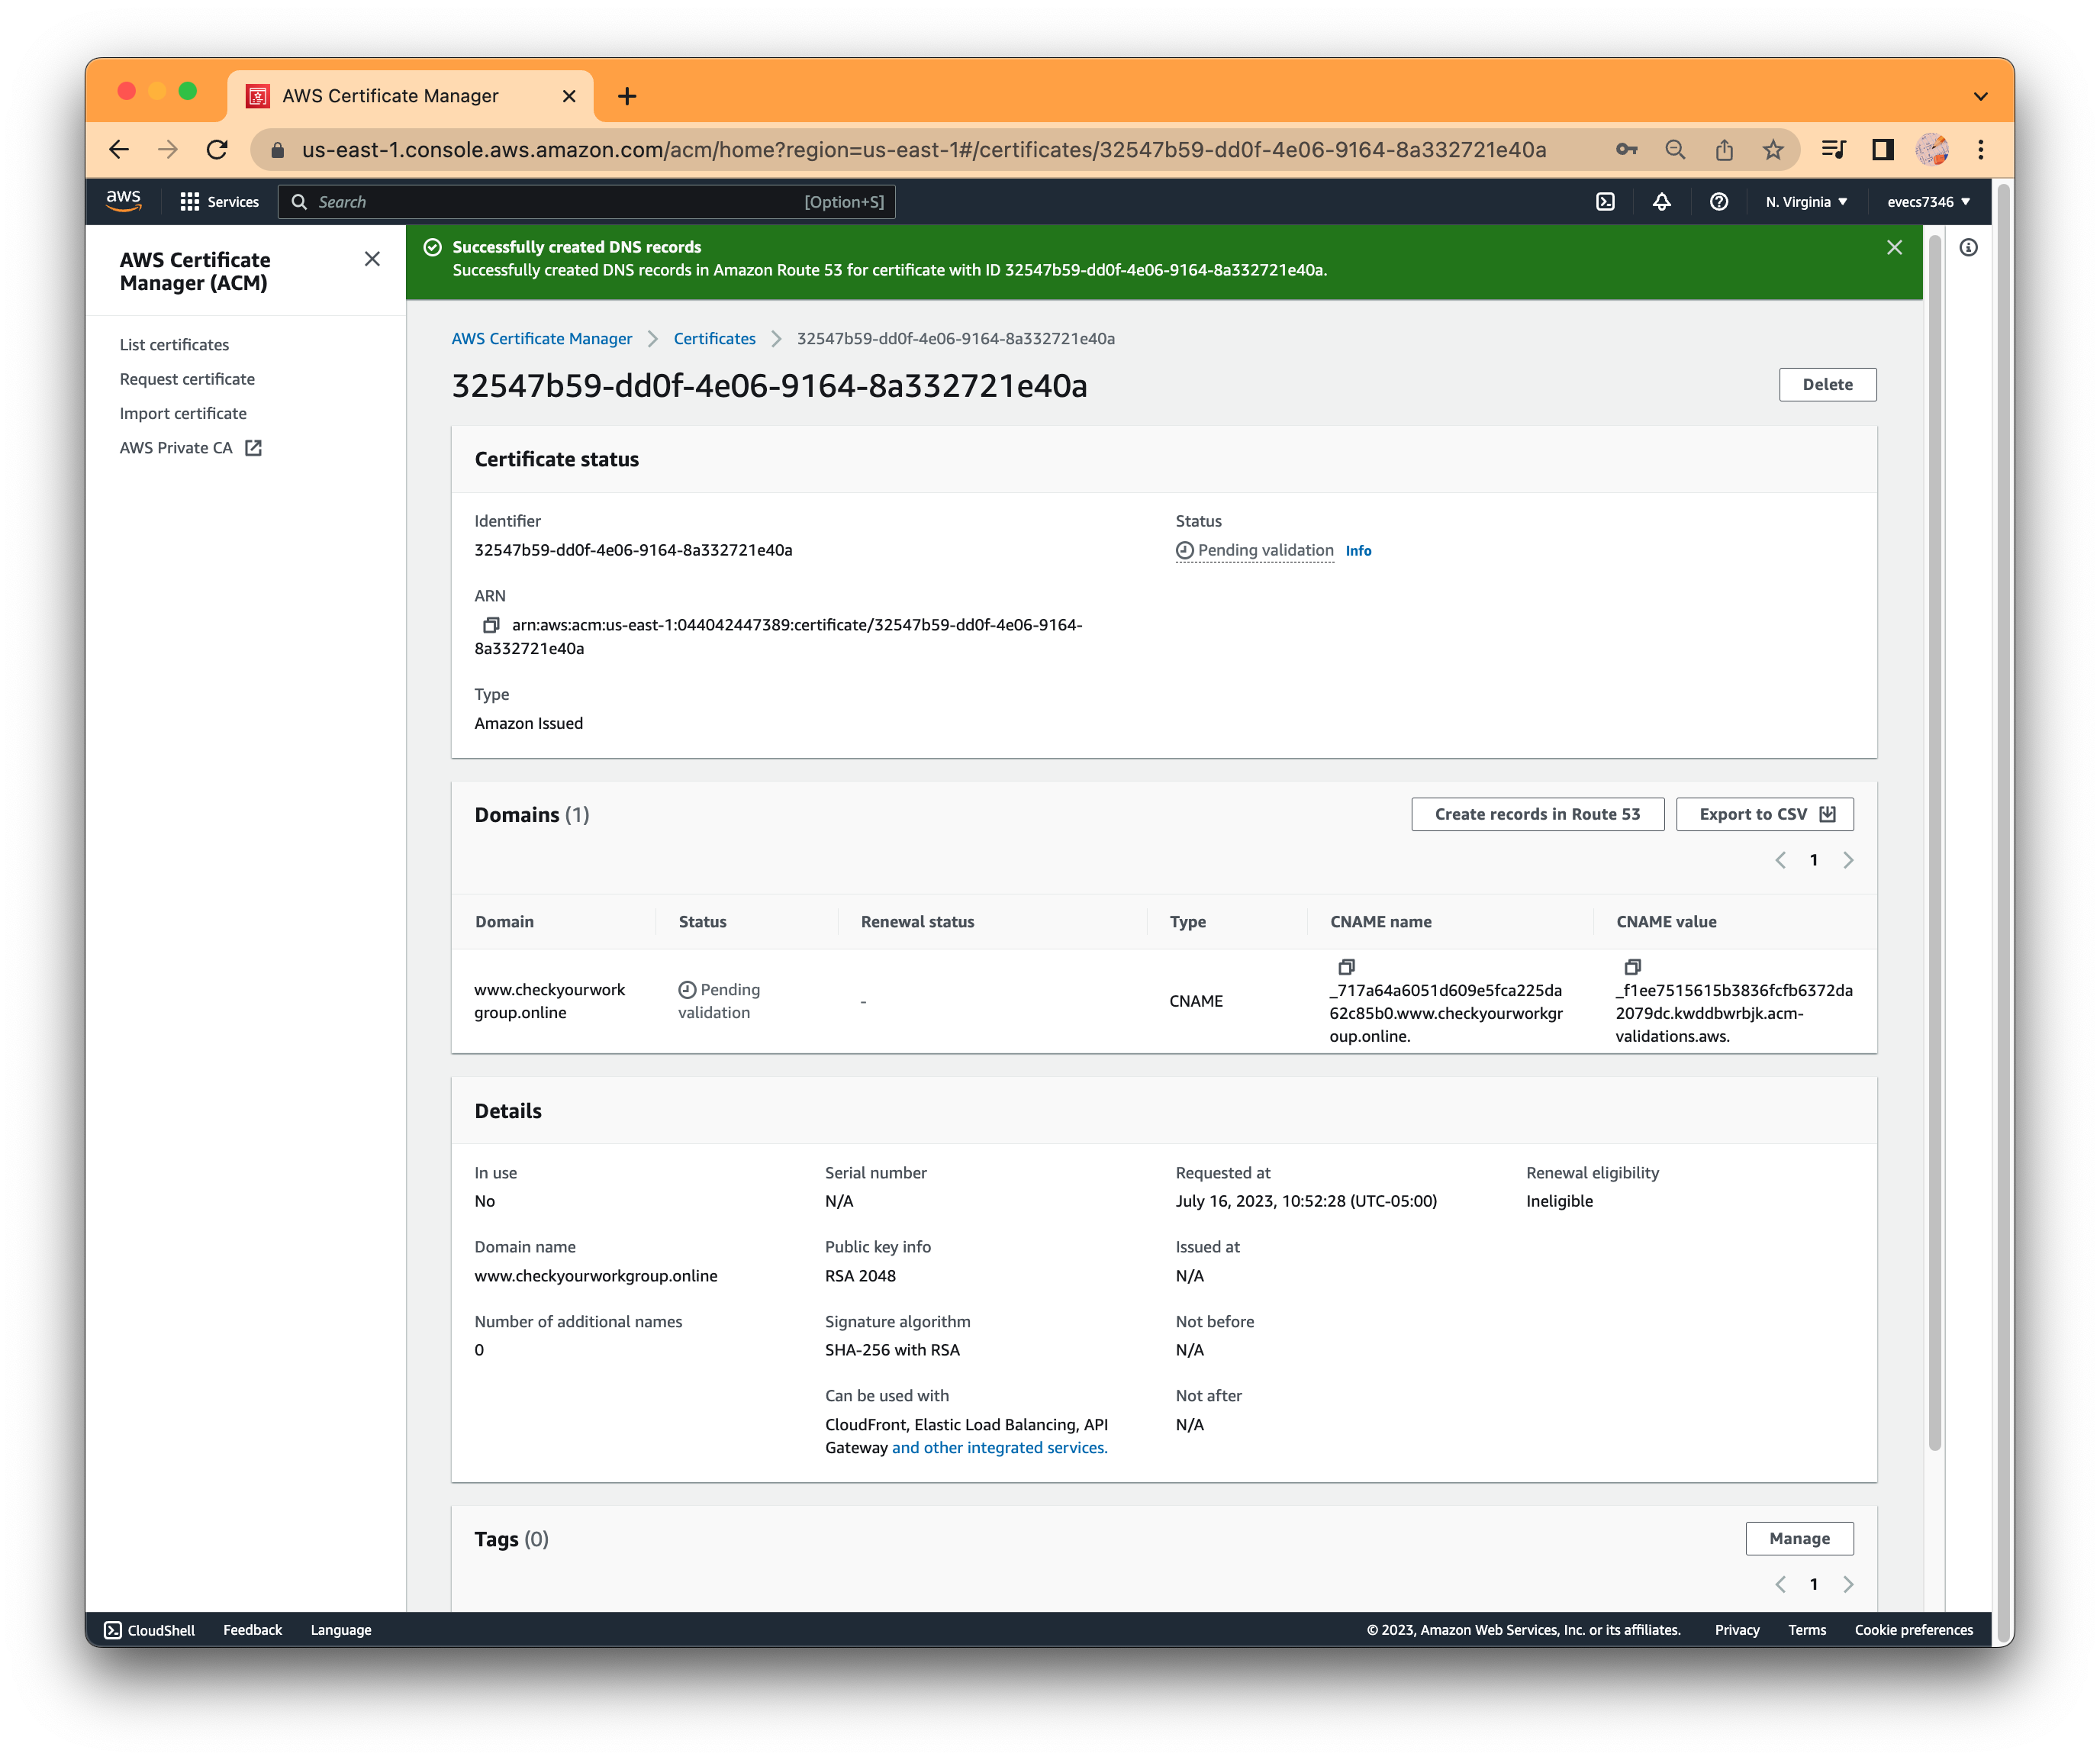 AWS Certificate Manager
us-east-1.console.aws.amazon.com/acm/home?region=us-east-1#/certificates/32547b59-dd0f-4e06-9164-8a332721e40a
aws
Services
Search
[Option+S]
N. Virginia
evecs7346
AWS Certificate
Manager (ACM)
List certificates
Request certificate
Import certificate
AWS Private CA
Successfully created DNS records
Successfully created DNS records in Amazon Route 53 for certificate with ID 32547b59-dd0f-4e06-9164-8a332721e40a.
AWS Certificate Manager
Certificates
32547b59-dd0f-4e06-9164-8a332721e40a
32547b59-dd0f-4e06-9164-8a332721e40a
Delete
Certificate status
Identifier
32547b59-dd0f-4e06-9164-8a332721e40a
Status
Pending validation Info
ARN
arn:aws:acm:us-east-1:044042447389:certificate/32547b59-dd0f-4e06-9164-
8a332721e40a
Type
Amazon Issued
Domains (1)
Create records in Route 53
Export to CSV
1
Domain
Status
Renewal status
Type
CNAME name
CNAME value
www.checkyourwork
group.online
Pending
validation
-
CNAME
_717a64a6051d609e5fca225da
62c85b0.www.checkyourworkgr
oup.online.
_f1ee7515615b3836fcfb6372da
2079dc.kwddbwrbjk.acm-
validations.aws.
Details
In use
No
Serial number
N/A
Requested at
July 16, 2023, 10:52:28 (UTC-05:00)
Renewal eligibility
Ineligible
Domain name
www.checkyourworkgroup.online
Public key info
RSA 2048
Issued at
N/A
Number of additional names
0
Signature algorithm
SHA-256 with RSA
Not before
N/A
Can be used with
CloudFront, Elastic Load Balancing, API
Gateway and other integrated services.
Not after
N/A
Tags (0)
Manage
1
CloudShell
Feedback
Language
© 2023, Amazon Web Services, Inc. or its affiliates.
Privacy
Terms
Cookie preferences